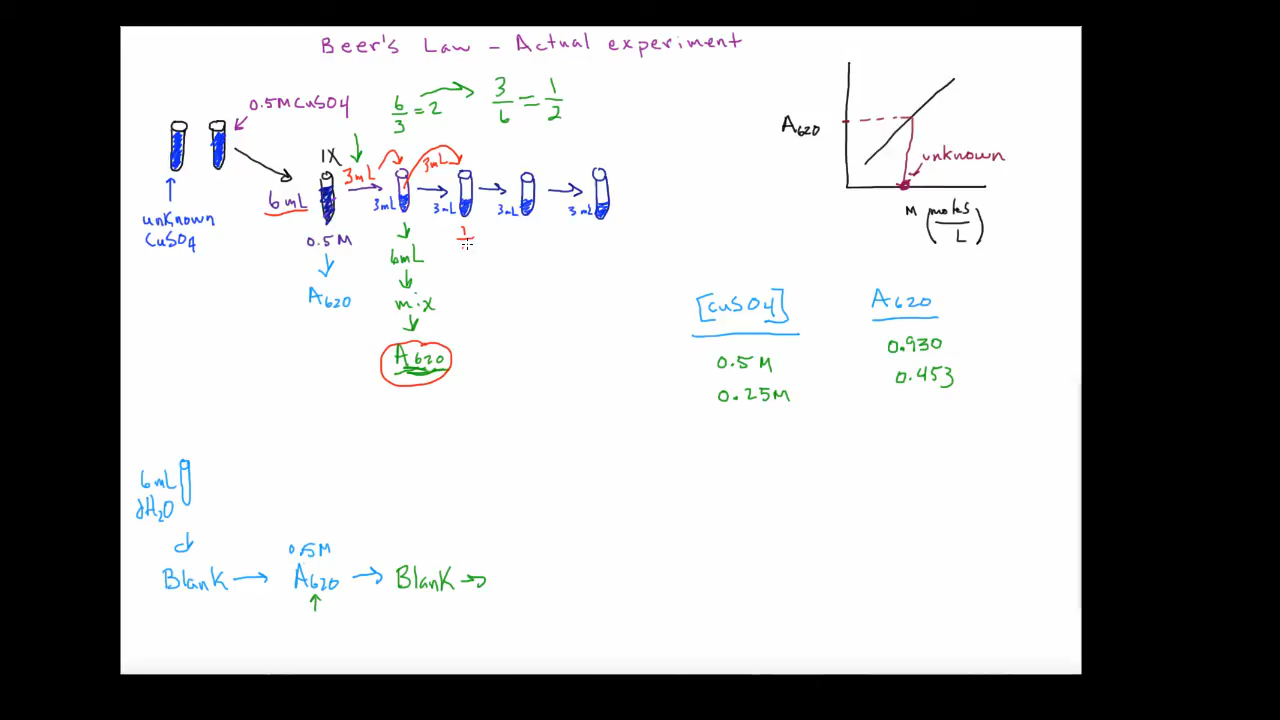 Beer's Law - Actual experiment
0.5M CuSO4
6/3 = 2
3/6 = 1/2
1X
3mL
3mL
6mL
3mL
3mL
3mL
3mL
unknown
CuSO4
0.5M
A620
6mL
mix
A620
1
A620
unknown
M (moles/L)
[CuSO4] A620
0.5M 0.930
0.25M 0.453
6mL
dH2O
0.5M
Blank → A620 → Blank →